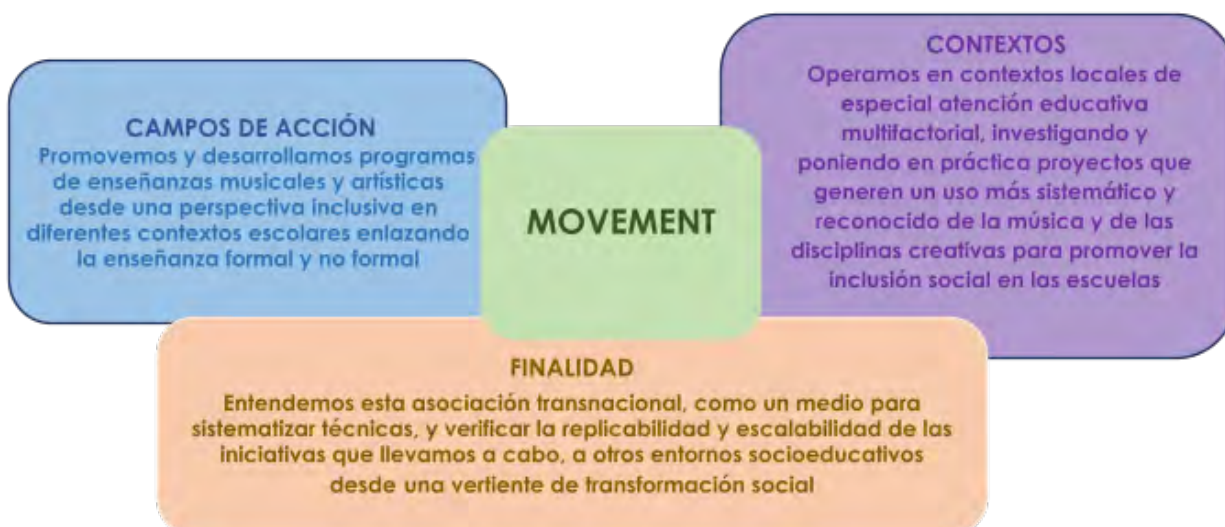 CAMPOS DE ACCIÓN
Promovemos y desarrollamos programas
de enseñanzas musicales y artísticas
desde una perspectiva inclusiva en
diferentes contextos escolares enlazando
la enseñanza formal y no formal
MOVEMENT
CONTEXTOS
Operamos en contextos locales de
especial atención educativa
multifactorial, investigando y
poniendo en práctica proyectos que
generen un uso más sistemático y
reconocido de la música y de las
disciplinas creativas para promover la
inclusión social en las escuelas
FINALIDAD
Entendemos esta asociación transnacional, como un medio para
sistematizar técnicas, y verificar la replicabilidad y escalabilidad de las
iniciativas que llevamos a cabo, a otros entornos socioeducativos
desde una vertiente de transformación social